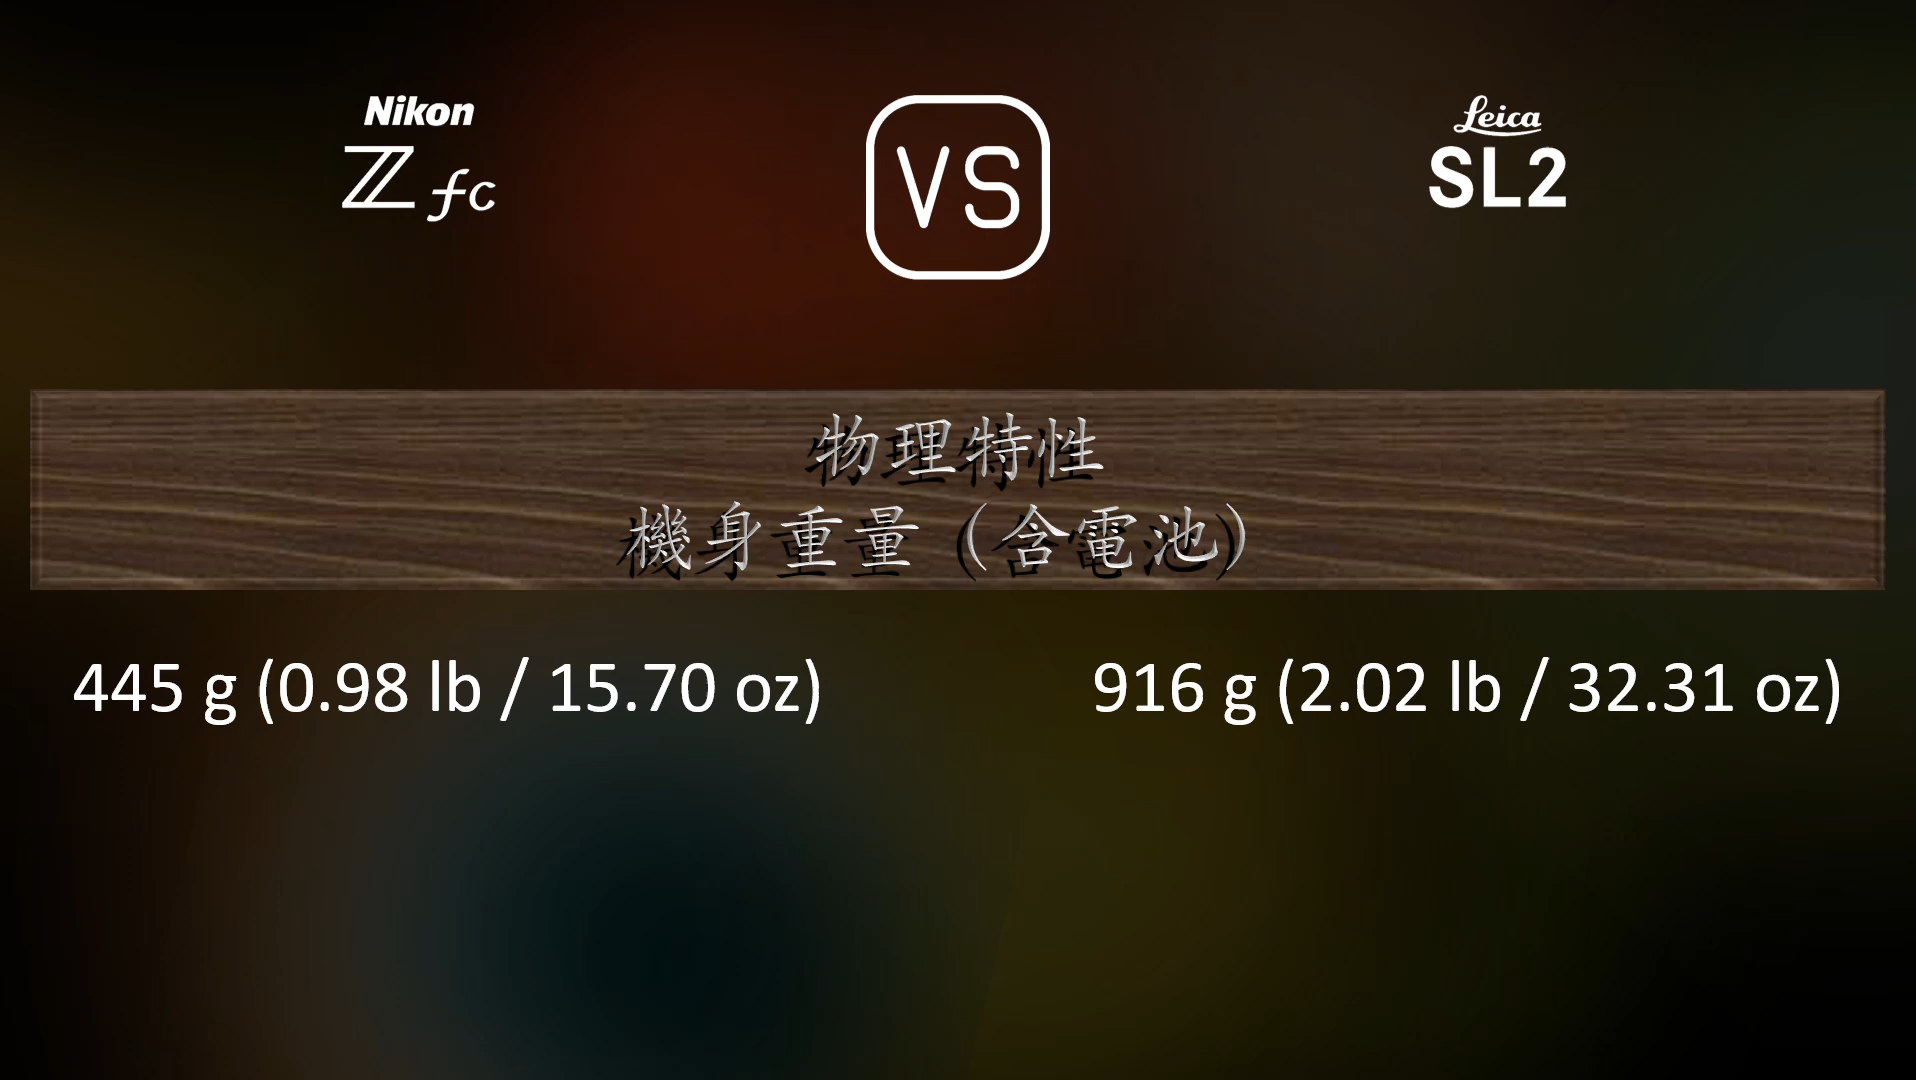 Nikon
Z fc
VS
Leica
SL2
物理特性
機身重量（含電池）
445 g (0.98 lb / 15.70 oz)
916 g (2.02 lb / 32.31 oz)